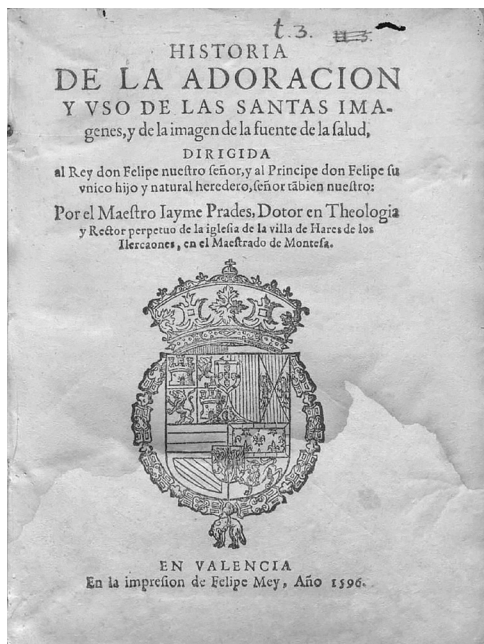 t. 3.
HISTORIA
DE LA ADORACION
Y VSO DE LAS SANTAS IMA-
genes, y de la imagen de la fuente de la salud,
DIRIGIDA
al Rey don Felipe nuestro señor, y al Principe don Felipe su
vnico hijo y natural heredero, señor tãbien nuestro:
Por el Maestro Iayme Prades, Dotor en Theologia
y Rector perpetuo de la iglesia de la villa de Hares de los
Ilercaones, en el Maestrado de Montesa.
EN VALENCIA
En la impresion de Felipe Mey, Año 1596.